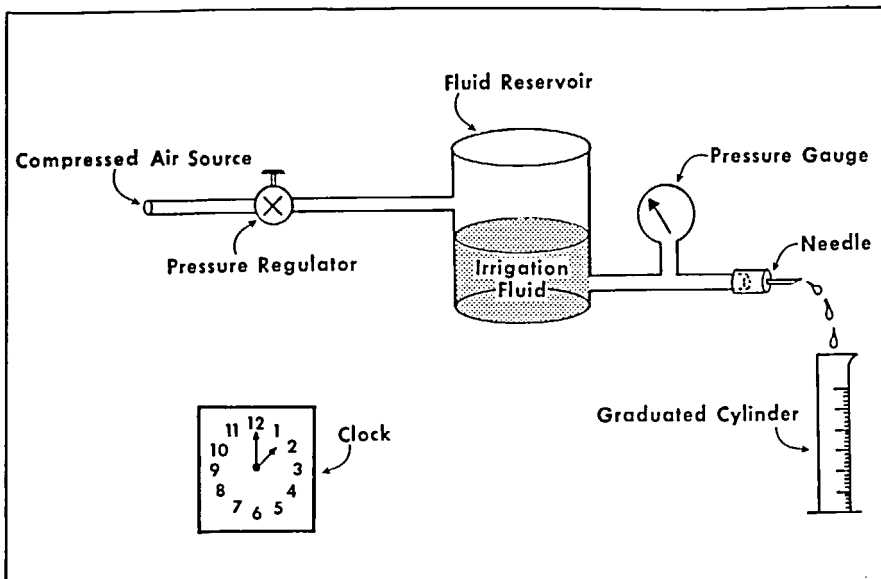 Fluid Reservoir
Compressed Air Source
Pressure Gauge
Pressure Regulator
Irrigation
Fluid
Needle
Graduated Cylinder
Clock
12
11 1
10 2
9 3
8 4
7 5
6